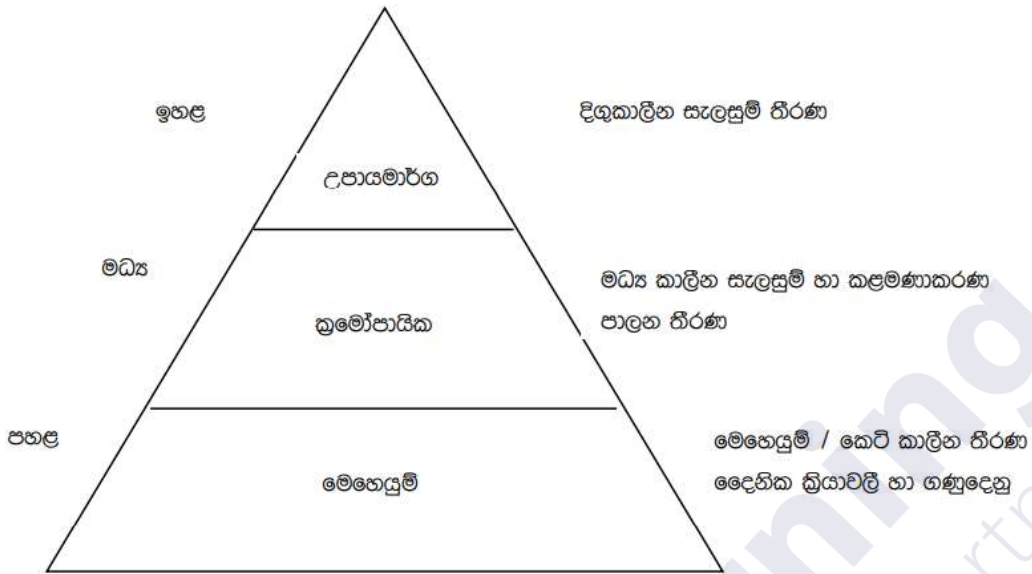 ඉහළ
දිගුකාලීන සැලසුම් තීරණ
උපායමාර්ග
මධ්‍ය
මධ්‍ය කාලීන සැලසුම් හා කළමණාකරණ
පාලන තීරණ
ක්‍රමෝපායික
පහළ
මෙහෙයුම් / කෙටි කාලීන තීරණ
දෛනික ක්‍රියාවලී හා ගණුදෙනු
මෙහෙයුම්